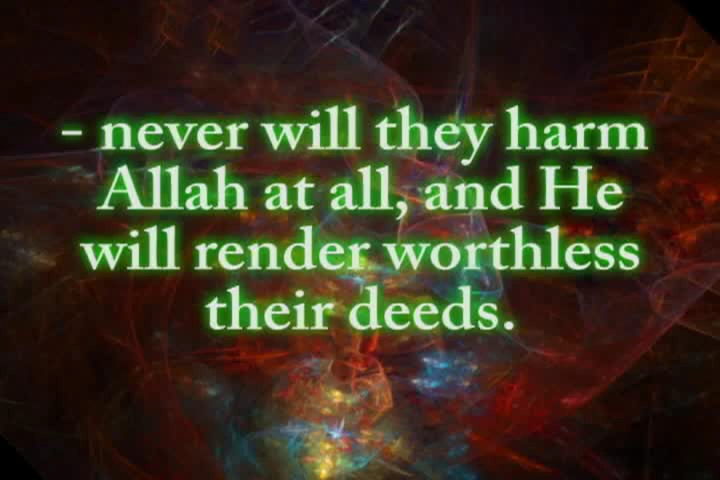 - never will they harm
Allah at all, and He
will render worthless
their deeds.